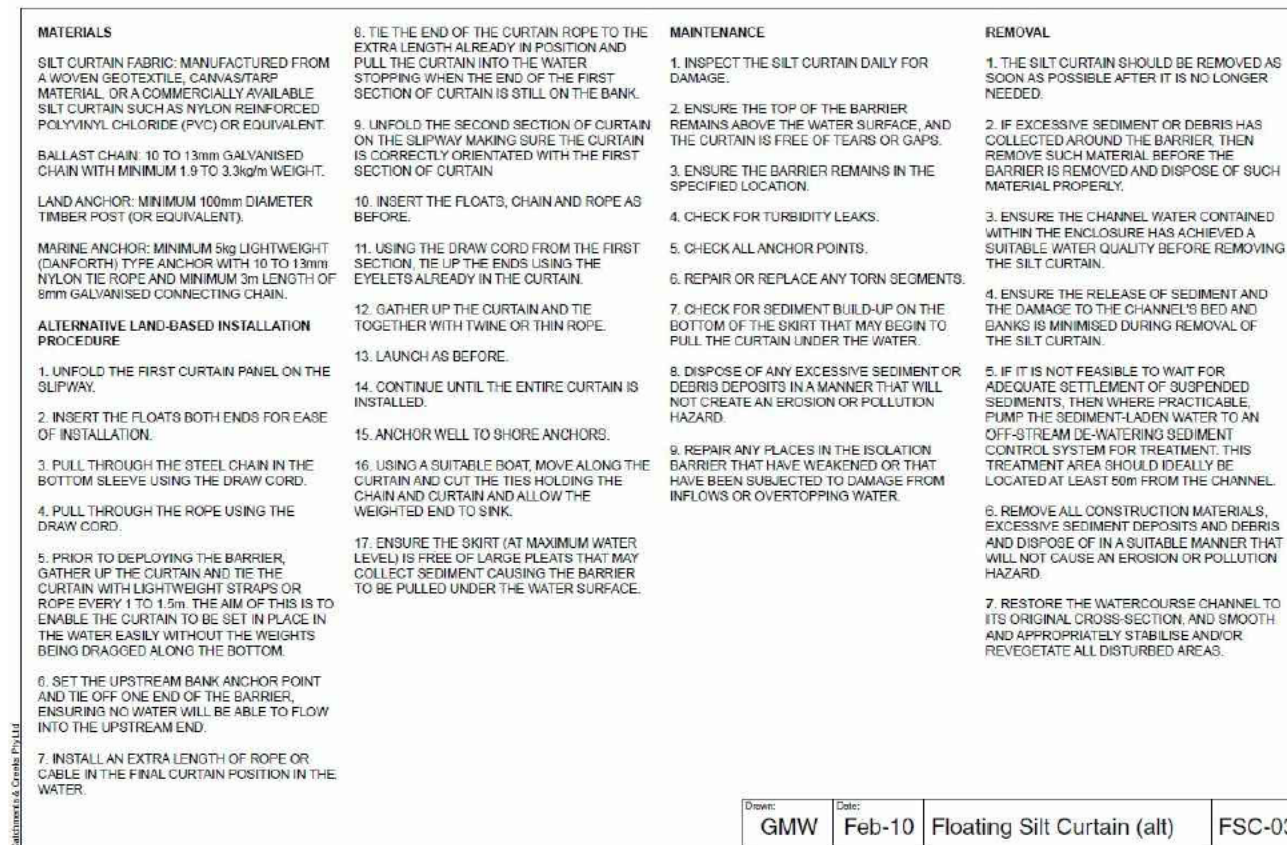 MATERIALS
SILT CURTAIN FABRIC: MANUFACTURED FROM
A WOVEN GEOTEXTILE, CANVAS/TARP
MATERIAL, OR A COMMERCIALLY AVAILABLE
SILT CURTAIN SUCH AS NYLON REINFORCED
POLYVINYL CHLORIDE (PVC) OR EQUIVALENT.
BALLAST CHAIN: 10 TO 13mm GALVANISED
CHAIN WITH MINIMUM 1.9 TO 3.3kg/m WEIGHT.
LAND ANCHOR: MINIMUM 100mm DIAMETER
TIMBER POST (OR EQUIVALENT).
MARINE ANCHOR: MINIMUM 5kg LIGHTWEIGHT
(DANFORTH) TYPE ANCHOR WITH 10 TO 13mm
NYLON TIE ROPE AND MINIMUM 3m LENGTH OF
8mm GALVANISED CONNECTING CHAIN.
ALTERNATIVE LAND-BASED INSTALLATION
PROCEDURE
1. UNFOLD THE FIRST CURTAIN PANEL ON THE
SLIPWAY.
2. INSERT THE FLOATS BOTH ENDS FOR EASE
OF INSTALLATION.
3. PULL THROUGH THE STEEL CHAIN IN THE
BOTTOM SLEEVE USING THE DRAW CORD.
4. PULL THROUGH THE ROPE USING THE
DRAW CORD.
5. PRIOR TO DEPLOYING THE BARRIER,
GATHER UP THE CURTAIN AND TIE THE
CURTAIN WITH LIGHTWEIGHT STRAPS OR
ROPE EVERY 1 TO 1.5m. THE AIM OF THIS IS TO
ENABLE THE CURTAIN TO BE SET IN PLACE IN
THE WATER EASILY WITHOUT THE WEIGHTS
BEING DRAGGED ALONG THE BOTTOM.
6. SET THE UPSTREAM BANK ANCHOR POINT
AND TIE OFF ONE END OF THE BARRIER,
ENSURING NO WATER WILL BE ABLE TO FLOW
INTO THE UPSTREAM END.
7. INSTALL AN EXTRA LENGTH OF ROPE OR
CABLE IN THE FINAL CURTAIN POSITION IN THE
WATER.
8. TIE THE END OF THE CURTAIN ROPE TO THE
EXTRA LENGTH ALREADY IN POSITION AND
PULL THE CURTAIN INTO THE WATER
STOPPING WHEN THE END OF THE FIRST
SECTION OF CURTAIN IS STILL ON THE BANK.
9. UNFOLD THE SECOND SECTION OF CURTAIN
ON THE SLIPWAY MAKING SURE THE CURTAIN
IS CORRECTLY ORIENTATED WITH THE FIRST
SECTION OF CURTAIN
10. INSERT THE FLOATS, CHAIN AND ROPE AS
BEFORE.
11. USING THE DRAW CORD FROM THE FIRST
SECTION, TIE UP THE ENDS USING THE
EYELETS ALREADY IN THE CURTAIN.
12. GATHER UP THE CURTAIN AND TIE
TOGETHER WITH TWINE OR THIN ROPE.
13. LAUNCH AS BEFORE.
14. CONTINUE UNTIL THE ENTIRE CURTAIN IS
INSTALLED.
15. ANCHOR WELL TO SHORE ANCHORS.
16. USING A SUITABLE BOAT, MOVE ALONG THE
CURTAIN AND CUT THE TIES HOLDING THE
CHAIN AND CURTAIN AND ALLOW THE
WEIGHTED END TO SINK.
17. ENSURE THE SKIRT (AT MAXIMUM WATER
LEVEL) IS FREE OF LARGE PLEATS THAT MAY
COLLECT SEDIMENT CAUSING THE BARRIER
TO BE PULLED UNDER THE WATER SURFACE.
MAINTENANCE
1. INSPECT THE SILT CURTAIN DAILY FOR
DAMAGE.
2. ENSURE THE TOP OF THE BARRIER
REMAINS ABOVE THE WATER SURFACE, AND
THE CURTAIN IS FREE OF TEARS OR GAPS.
3. ENSURE THE BARRIER REMAINS IN THE
SPECIFIED LOCATION.
4. CHECK FOR TURBIDITY LEAKS.
5. CHECK ALL ANCHOR POINTS.
6. REPAIR OR REPLACE ANY TORN SEGMENTS.
7. CHECK FOR SEDIMENT BUILD-UP ON THE
BOTTOM OF THE SKIRT THAT MAY BEGIN TO
PULL THE CURTAIN UNDER THE WATER.
8. DISPOSE OF ANY EXCESSIVE SEDIMENT OR
DEBRIS DEPOSITS IN A MANNER THAT WILL
NOT CREATE AN EROSION OR POLLUTION
HAZARD.
9. REPAIR ANY PLACES IN THE ISOLATION
BARRIER THAT HAVE WEAKENED OR THAT
HAVE BEEN SUBJECTED TO DAMAGE FROM
INFLOWS OR OVERTOPPING WATER.
REMOVAL
1. THE SILT CURTAIN SHOULD BE REMOVED AS
SOON AS POSSIBLE AFTER IT IS NO LONGER
NEEDED.
2. IF EXCESSIVE SEDIMENT OR DEBRIS HAS
COLLECTED AROUND THE BARRIER, THEN
REMOVE SUCH MATERIAL BEFORE THE
BARRIER IS REMOVED AND DISPOSE OF SUCH
MATERIAL PROPERLY.
3. ENSURE THE CHANNEL WATER CONTAINED
WITHIN THE ENCLOSURE HAS ACHIEVED A
SUITABLE WATER QUALITY BEFORE REMOVING
THE SILT CURTAIN.
4. ENSURE THE RELEASE OF SEDIMENT AND
THE DAMAGE TO THE CHANNEL'S BED AND
BANKS IS MINIMISED DURING REMOVAL OF
THE SILT CURTAIN.
5. IF IT IS NOT FEASIBLE TO WAIT FOR
ADEQUATE SETTLEMENT OF SUSPENDED
SEDIMENTS, THEN WHERE PRACTICABLE,
PUMP THE SEDIMENT-LADEN WATER TO AN
OFF-STREAM DE-WATERING SEDIMENT
CONTROL SYSTEM FOR TREATMENT. THIS
TREATMENT AREA SHOULD IDEALLY BE
LOCATED AT LEAST 50m FROM THE CHANNEL.
6. REMOVE ALL CONSTRUCTION MATERIALS,
EXCESSIVE SEDIMENT DEPOSITS AND DEBRIS
AND DISPOSE OF IN A SUITABLE MANNER THAT
WILL NOT CAUSE AN EROSION OR POLLUTION
HAZARD.
7. RESTORE THE WATERCOURSE CHANNEL TO
ITS ORIGINAL CROSS-SECTION, AND SMOOTH
AND APPROPRIATELY STABILISE AND/OR
REVEGETATE ALL DISTURBED AREAS.
& Creeks Pty Ltd
Drawn:
GMW
Date:
Feb-10
Floating Silt Curtain (alt)
FSC-03